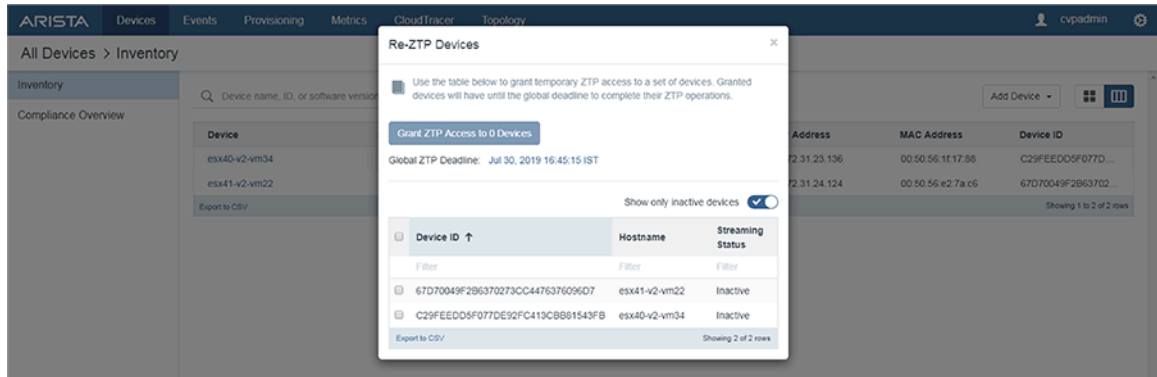 ARISTA Devices Events Provisioning Metrics CloudTracer Topology cvpadmin
All Devices > Inventory
Inventory
Compliance Overview
Device name, ID, or software version
Add Device
Device Address MAC Address Device ID
esx40-v2-vm34 72.31.23.136 00:50:56:1f:17:88 C29FEEDD5F077D...
esx41-v2-vm22 72.31.24.124 00:50:56:e2:7a:c6 67D70049F2B63702...
Export to CSV Showing 1 to 2 of 2 rows
Re-ZTP Devices ×
Use the table below to grant temporary ZTP access to a set of devices. Granted
devices will have until the global deadline to complete their ZTP operations.
Grant ZTP Access to 0 Devices
Global ZTP Deadline: Jul 30, 2019 16:45:15 IST
Show only inactive devices
Device ID ↑ Hostname Streaming
Status
Filter Filter Filter
67D70049F2B6370273CC4476376096D7 esx41-v2-vm22 Inactive
C29FEEDD5F077DE92FC413CBB81543FB esx40-v2-vm34 Inactive
Export to CSV Showing 2 of 2 rows